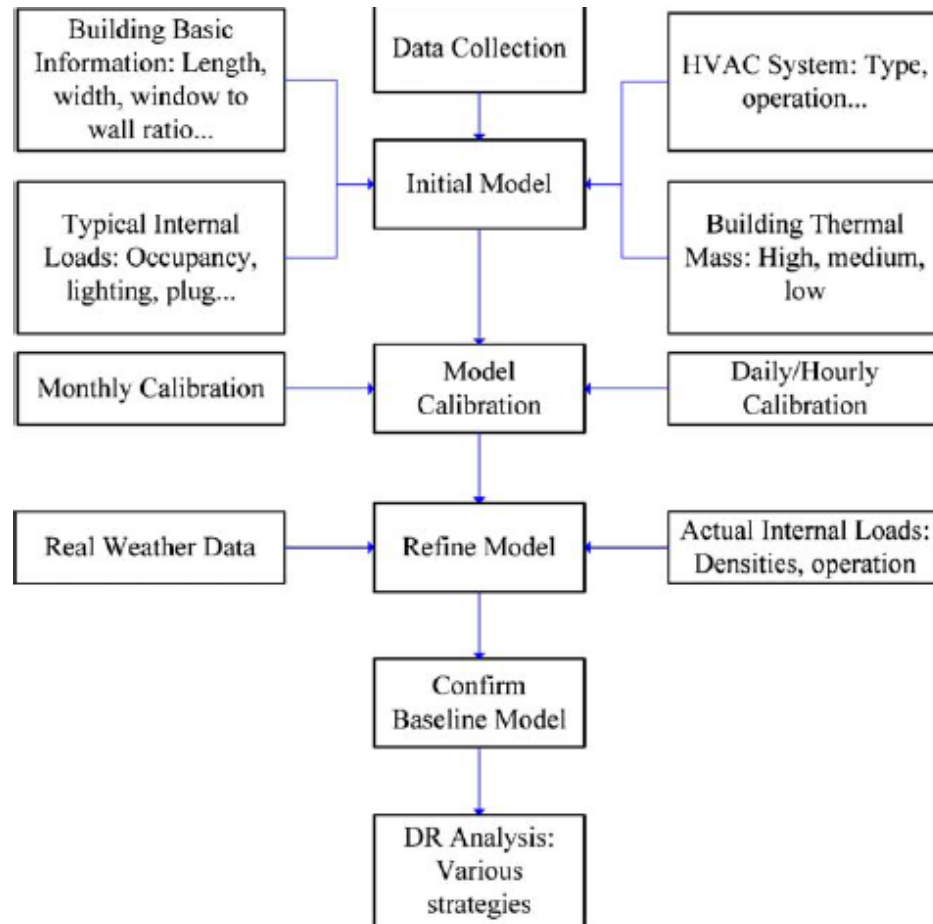 Building Basic
Information: Length,
width, window to
wall ratio...
Data Collection
HVAC System: Type,
operation...
Initial Model
Typical Internal
Loads: Occupancy,
lighting, plug...
Building Thermal
Mass: High, medium,
low
Monthly Calibration
Model
Calibration
Daily/Hourly
Calibration
Real Weather Data
Refine Model
Actual Internal Loads:
Densities, operation
Confirm
Baseline Model
DR Analysis:
Various
strategies